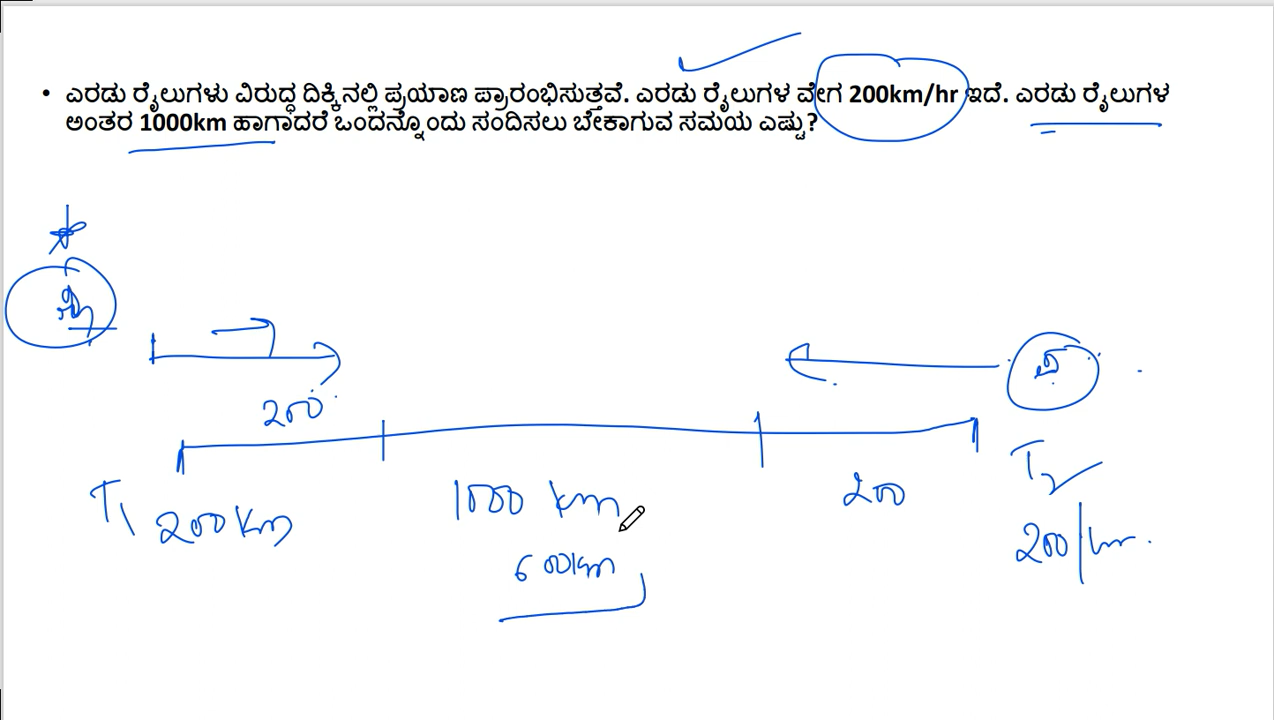 • ಎರಡು ರೈಲುಗಳು ವಿರುದ್ಧ ದಿಕ್ಕಿನಲ್ಲಿ ಪ್ರಯಾಣ ಪ್ರಾರಂಭಿಸುತ್ತವೆ. ಎರಡು ರೈಲುಗಳ ವೇಗ 200km/hr ಇದೆ. ಎರಡು ರೈಲುಗಳ
ಅಂತರ 1000km ಹಾಗಾದರೆ ಒಂದನ್ನೊಂದು ಸಂದಿಸಲು ಬೇಕಾಗುವ ಸಮಯ ಎಷ್ಟು?
200
T1 200km 1000 km 200 T2
600km 200/hr.